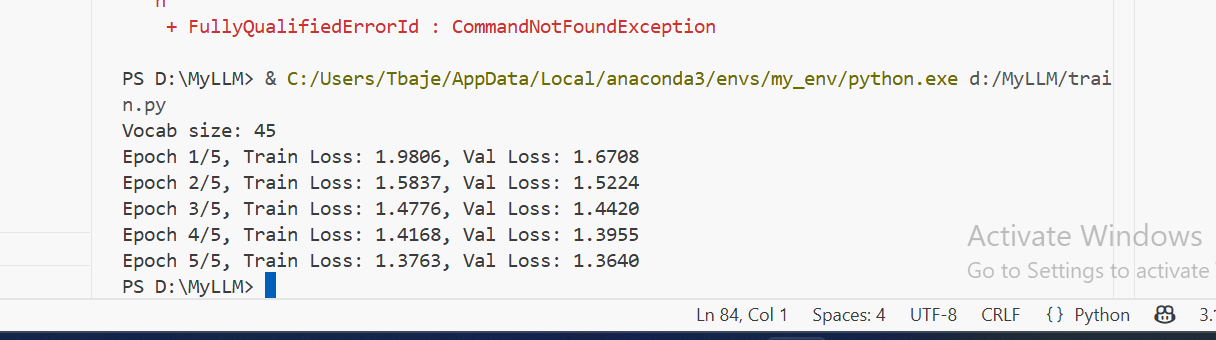 n
+ FullyQualifiedErrorId : CommandNotFoundException
PS D:\MyLLM> & C:/Users/Tbaje/AppData/Local/anaconda3/envs/my_env/python.exe d:/MyLLM/trai
n.py
Vocab size: 45
Epoch 1/5, Train Loss: 1.9806, Val Loss: 1.6708
Epoch 2/5, Train Loss: 1.5837, Val Loss: 1.5224
Epoch 3/5, Train Loss: 1.4776, Val Loss: 1.4420
Epoch 4/5, Train Loss: 1.4168, Val Loss: 1.3955
Epoch 5/5, Train Loss: 1.3763, Val Loss: 1.3640
PS D:\MyLLM>
Activate Windows
Go to Settings to activate
Ln 84, Col 1 Spaces: 4 UTF-8 CRLF {} Python